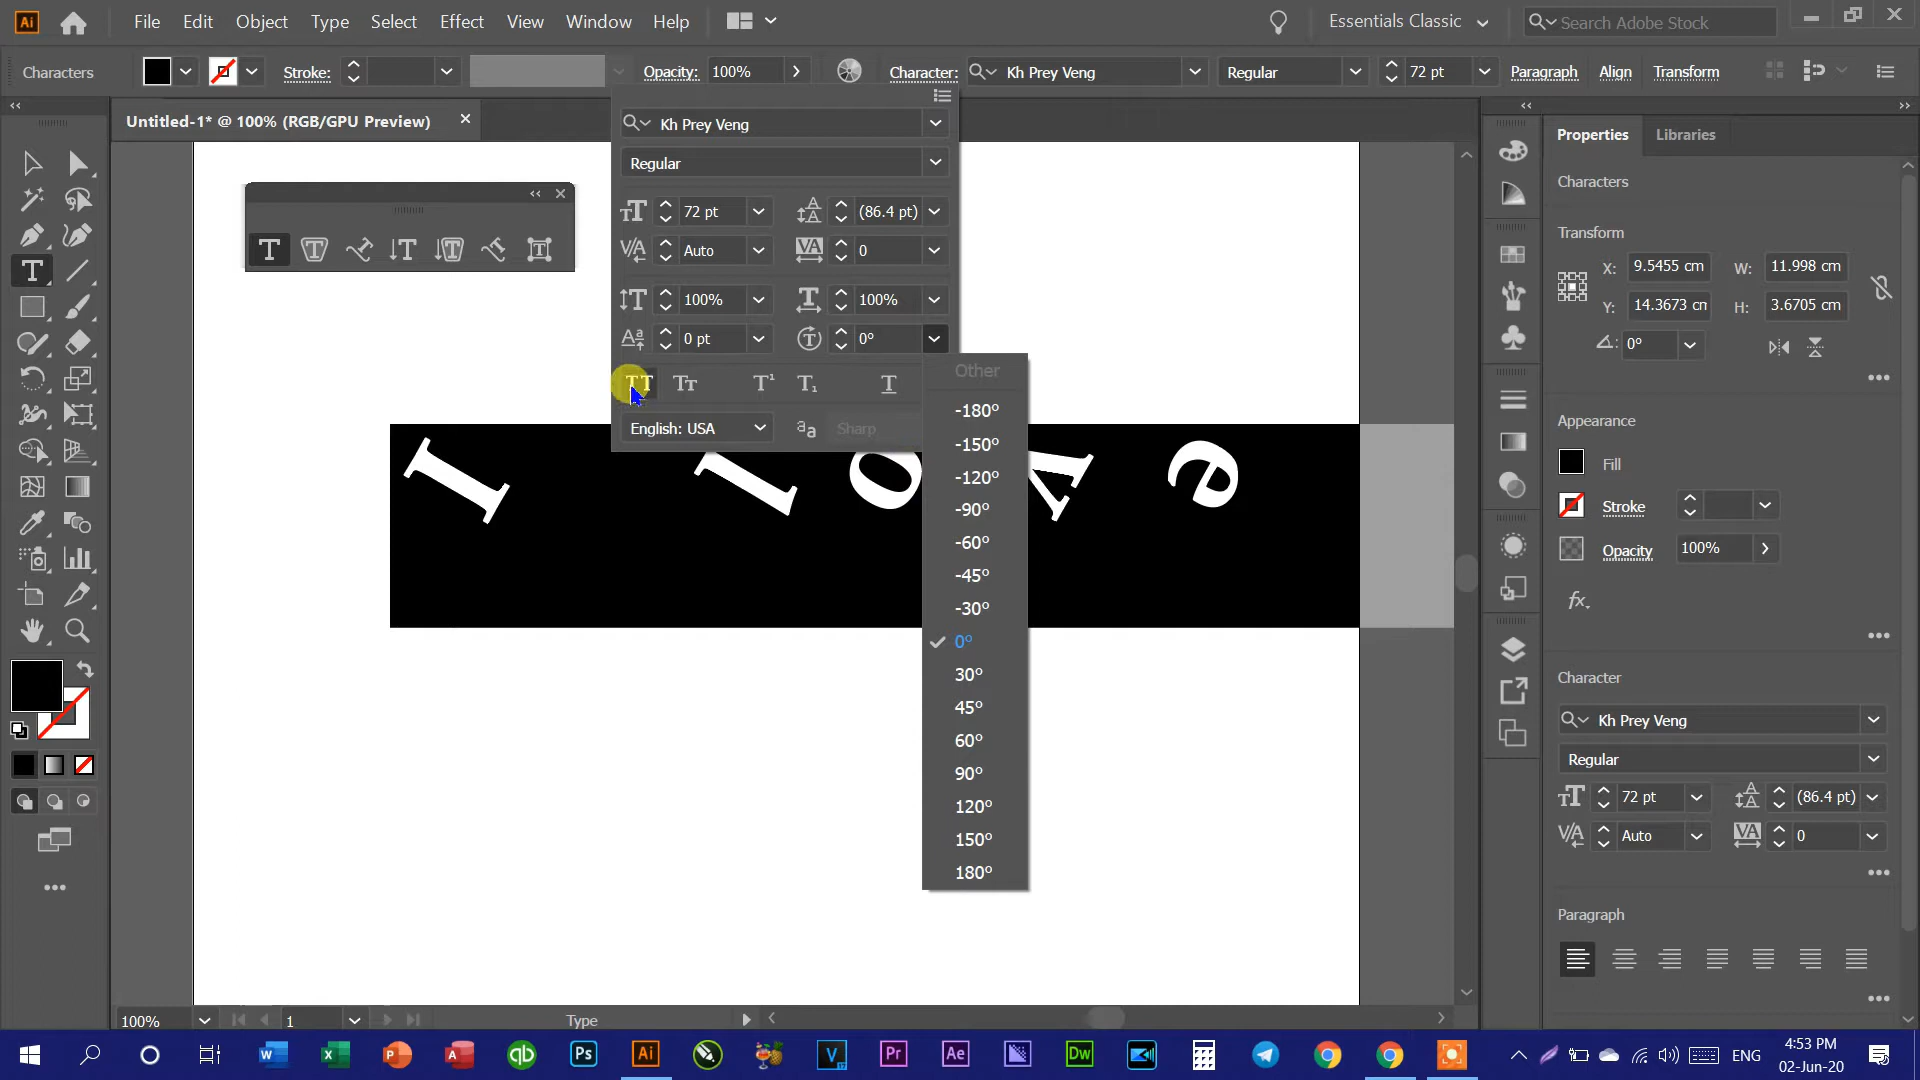 File Edit Object Type Select Effect View Window Help
Essentials Classic
Search Adobe Stock
Characters
Stroke:
Opacity: 100%
Character: Kh Prey Veng
Regular
72 pt
Paragraph Align Transform
Untitled-1* @ 100% (RGB/GPU Preview)
Kh Prey Veng
Regular
72 pt (86.4 pt)
Auto 0
100% 100%
0 pt 0°
English: USA Sharp
Other
-180°
-150°
-120°
-90°
-60°
-45°
-30°
0°
30°
45°
60°
90°
120°
150°
180°
I l o v e
Properties Libraries
Characters
Transform
X: 9.5455 cm W: 11.998 cm
Y: 14.3673 cm H: 3.6705 cm
0°
Appearance
Fill
Stroke
Opacity 100%
fx.
Character
Kh Prey Veng
Regular
72 pt (86.4 pt)
Auto 0
Paragraph
100% 1 Type
ENG
4:53 PM
02-Jun-20